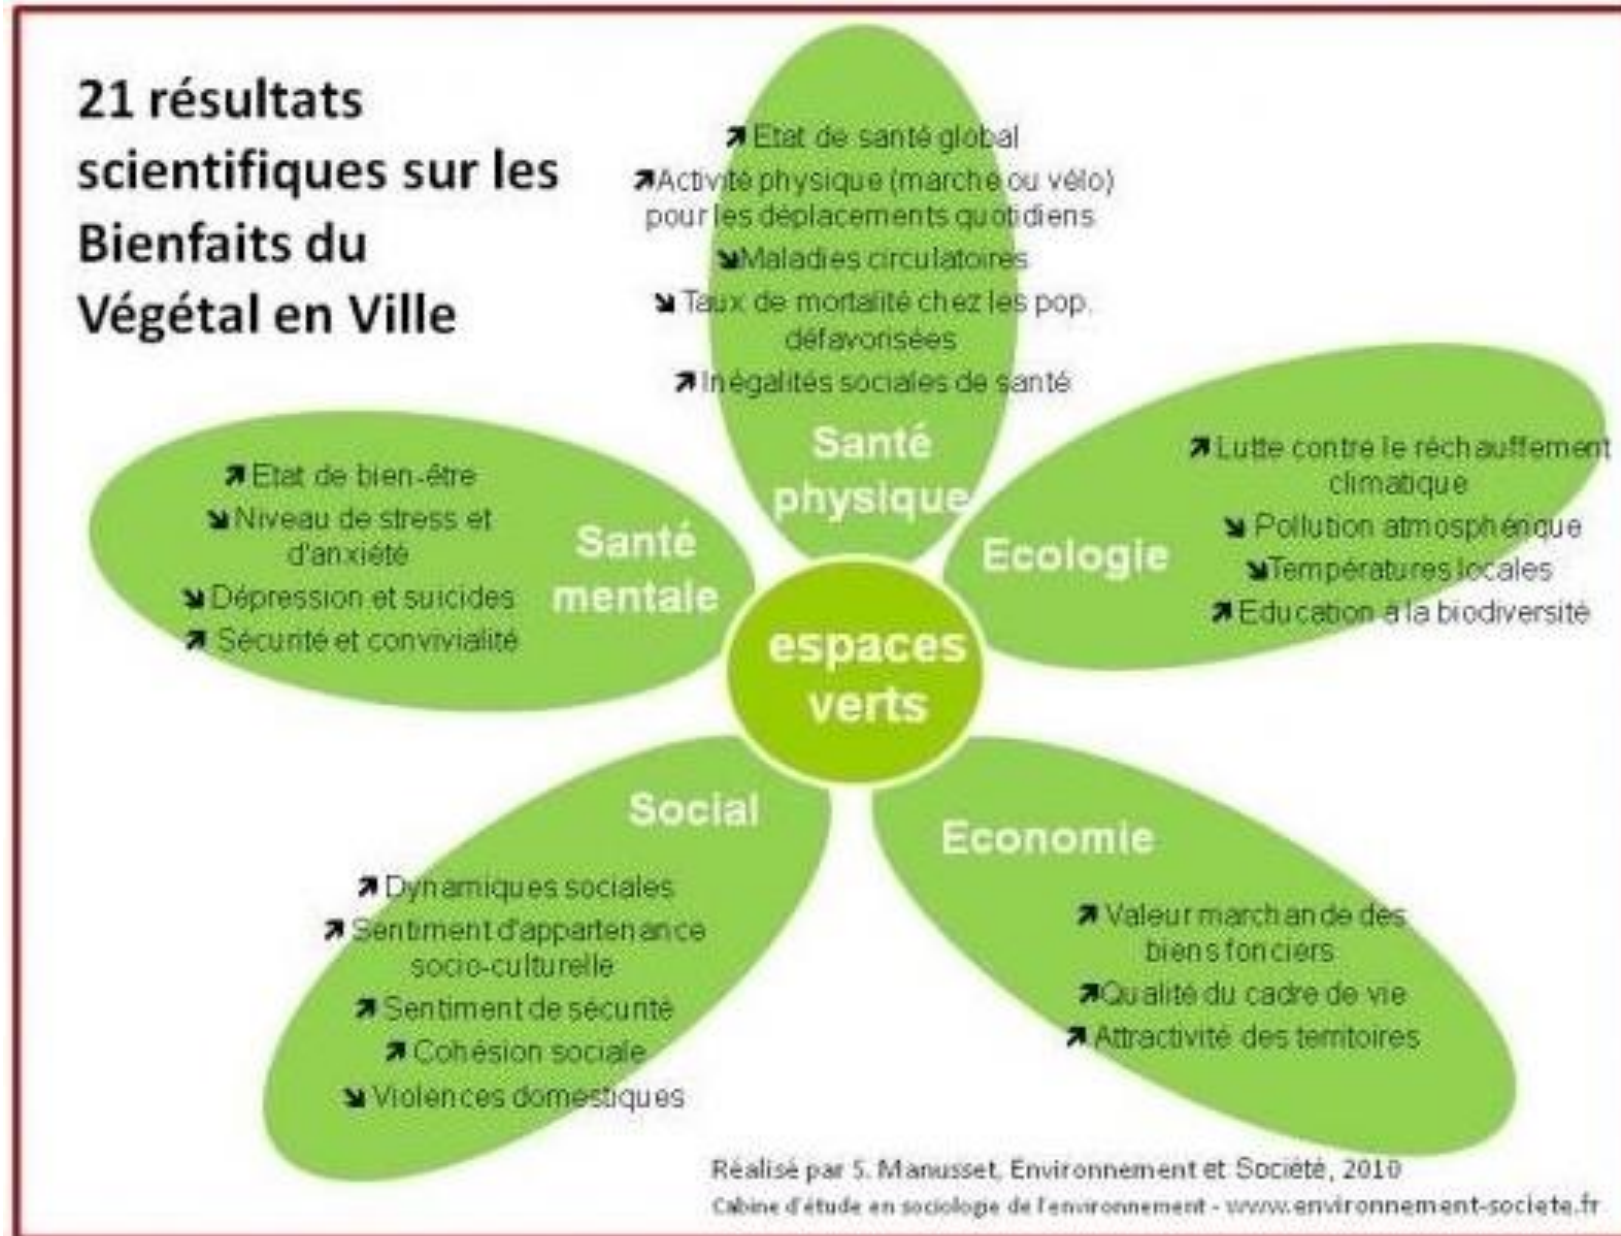 21 résultats
scientifiques sur les
Bienfaits du
Végétal en Ville
↗ Etat de santé global
↗Activité physique (marche ou vélo)
pour les déplacements quotidiens
↘Maladies circulatoires
↘ Taux de mortalité chez les pop.
défavorisées
↗ Inégalités sociales de santé
Santé
physique
↗ Lutte contre le réchauffement
climatique
↘ Pollution atmosphérique
↘Températures locales
↗ Education à la biodiversité
Ecologie
↗ Etat de bien-être
↘ Niveau de stress et
d'anxiété
↘ Dépression et suicides
↗ Sécurité et convivialité
Santé
mentale
espaces
verts
Social
↗ Dynamiques sociales
↗ Sentiment d'appartenance
socio-culturelle
↗ Sentiment de sécurité
↗ Cohésion sociale
↘ Violences domestiques
Economie
↗ Valeur marchande des
biens fonciers
↗Qualité du cadre de vie
↗ Attractivité des territoires
Réalisé par S. Manusset, Environnement et Société, 2010
Cabine d'étude en sociologie de l'environnement - www.environnement-societe.fr